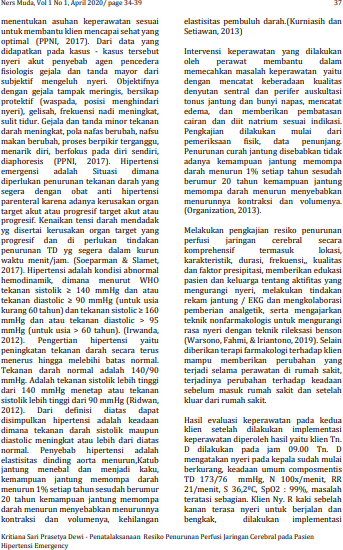 Ners Muda, Vol 1 No 1, April 2020/ page 34-39
37
menentukan asuhan keperawatan sesuai
untuk membantu klien mencapai sehat yang
optimal (PPNI, 2017). Dari data yang
didapatkan pada kasus - kasus tersebut
nyeri akut penyebab agen pencedera
fisiologis gejala dan tanda mayor dari
subjektif mengeluh nyeri. Objektifnya
dengan gejala tampak meringis, bersikap
protektif (waspada, posisi menghindari
nyeri), gelisah, frekuensi nadi meningkat,
sulit tidur. Gejala dan tanda minor tekanan
darah meningkat, pola nafas berubah, nafsu
makan berubah, proses berpikir terganggu,
menarik diri, berfokus pada diri sendiri,
diaphoresis (PPNI, 2017). Hipertensi
emergensi adalah Situasi dimana
diperlukan penurunan tekanan darah yang
segera dengan obat anti hipertensi
parenteral karena adanya kerusakan organ
target akut atau progresif target akut atau
progresif. Kenaikan tensi darah mendadak
yg disertai kerusakan organ target yang
progresif dan di perlukan tindakan
penurunan TD yg segera dalam kurun
waktu menit/jam. (Soeparman & Slamet,
2017). Hipertensi adalah kondisi abnormal
hemodinamik, dimana menurut WHO
tekanan sistolik ≥ 140 mmHg dan atau
tekanan diastolic ≥ 90 mmHg (untuk usia
kurang 60 tahun) dan tekanan sistolic ≥ 160
mmHg dan atau tekanan diastolic > 95
mmHg (untuk usia > 60 tahun). (Irwanda,
2012). Pengertian hipertensi yaitu
peningkatan tekanan darah secara terus
menerus hingga melebihi batas normal.
Tekanan darah normal adalah 140/90
mmHg. Adalah tekanan sistolik lebih tinggi
dari 140 mmHg menetap atau tekanan
sistolik lebih tinggi dari 90 mmHg (Ridwan,
2012). Dari definisi diatas dapat
disimpulkan hipertensi adalah keadaan
dimana tekanan darah sistolik maupun
diastolic meningkat atau lebih dari diatas
normal. Penyebab hipertensi adalah
elastisitas dinding aorta menurun,Katub
jantung menebal dan menjadi kaku,
kemampuan jantung memompa darah
menurun 1% setiap tahun sesudah berumur
20 tahun kemampuan jantung memompa
darah menurun menyebabkan menurunnya
kontraksi dan volumenya, kehilangan
elastisitas pembuluh darah.(Kurniasih dan
Setiawan, 2013)
Intervensi keperawatan yang dilakukan
oleh perawat membantu dalam
memecahkan masalah keperawatan yaitu
dengan mencatat keberadaan kualitas
denyutan sentral dan perifer auskultasi
tonus jantung dan bunyi napas, mencatat
edema, dan memberikan pembatasan
cairan dan diit natrium sesuai indikasi.
Pengkajian dilakukan mulai dari
pemeriksaan fisik, data penunjang.
Penurunan curah jantung disebabkan tidak
adanya kemampuan jantung memompa
darah menurun 1% setiap tahun sesudah
berumur 20 tahun kemampuan jantung
memompa darah menurun menyebabkan
menurunnya kontraksi dan volumenya.
(Organization, 2013).
Melakukan pengkajian resiko penurunan
perfusi jaringan cerebral secara
komprehensif termasuk lokasi,
karakteristik, durasi, frekuensi,, kualitas
dan faktor presipitasi, memberikan edukasi
pasien dan keluarga tentang aktifitas yang
mengurangi nyeri, melakukan tindakan
rekam jantung / EKG dan mengkolaborasi
pemberian analgetik, serta mengajarkan
teknik nonfarmakologis untuk mengurangi
rasa nyeri dengan teknik rileksasi benson
(Warsono, Fahmi, & Iriantono, 2019). Selain
diberikan terapi farmakologi terhadap klien
mampu memberikan perubahan yang
terjadi selama perawatan di rumah sakit,
terjadinya perubahan terhadap keadaan
sebelum masuk rumah sakit dan setelah
kluar dari rumah sakit.
Hasil evaluasi keperawatan pada kedua
klien setelah dilakukan implementasi
keperawatan diperoleh hasil yaitu klien Tn.
D dilakukan pada jam 09.00 Tn. D
mengatakan nyeri pada kepala sudah mulai
berkurang, keadaan umum composmentis
TD 173/76 mmHg, N 100x/menit, RR
21/menit, S 36,2ºC, SpO2 : 99%, masalah
teratasi sebagian. Klien Ny. R kaki sebelah
kanan terasa nyeri untuk berjalan dan
bengkak, dilakukan implementasi
Kritiana Sari Prasetya Dewi - Penatalaksanaan Resiko Penurunan Perfusi Jaringan Cerebral pada Pasien
Hipertensi Emergency